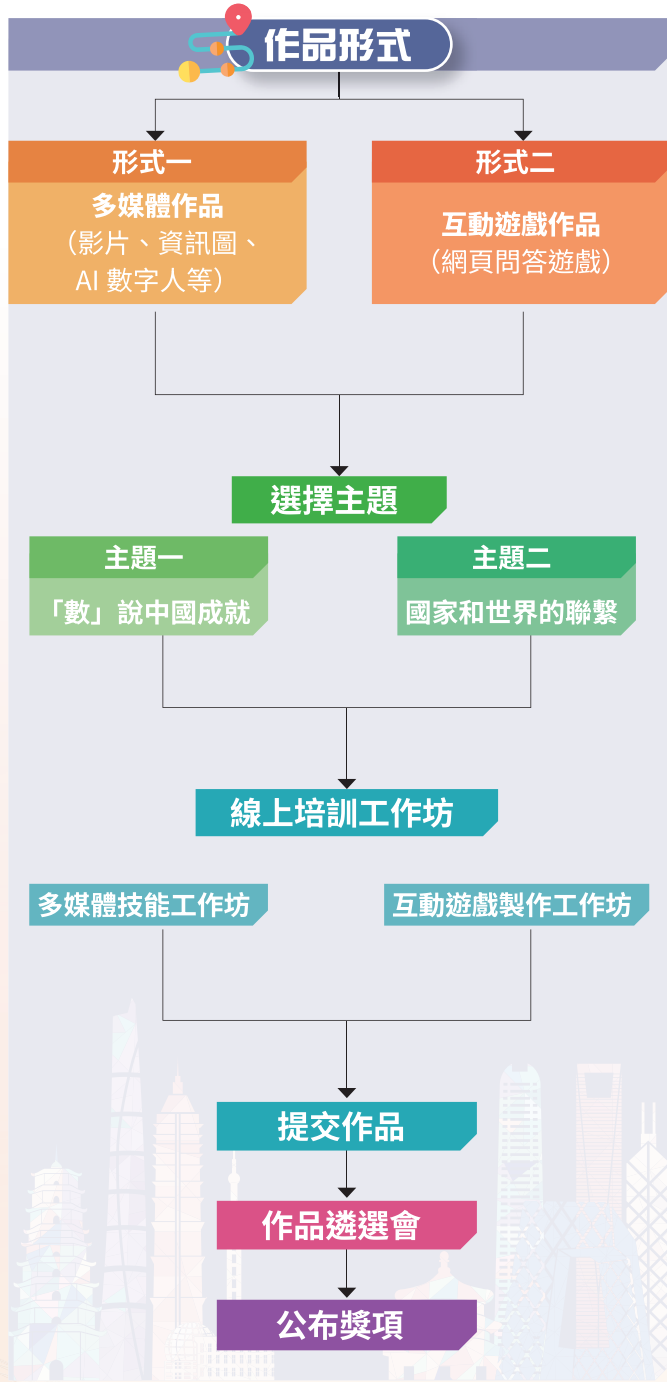 作品形式
形式一
多媒體作品
（影片、資訊圖、
AI 數字人等）
形式二
互動遊戲作品
（網頁問答遊戲）
選擇主題
主題一
「數」說中國成就
主題二
國家和世界的聯繫
線上培訓工作坊
多媒體技能工作坊
互動遊戲製作工作坊
提交作品
作品遴選會
公布獎項